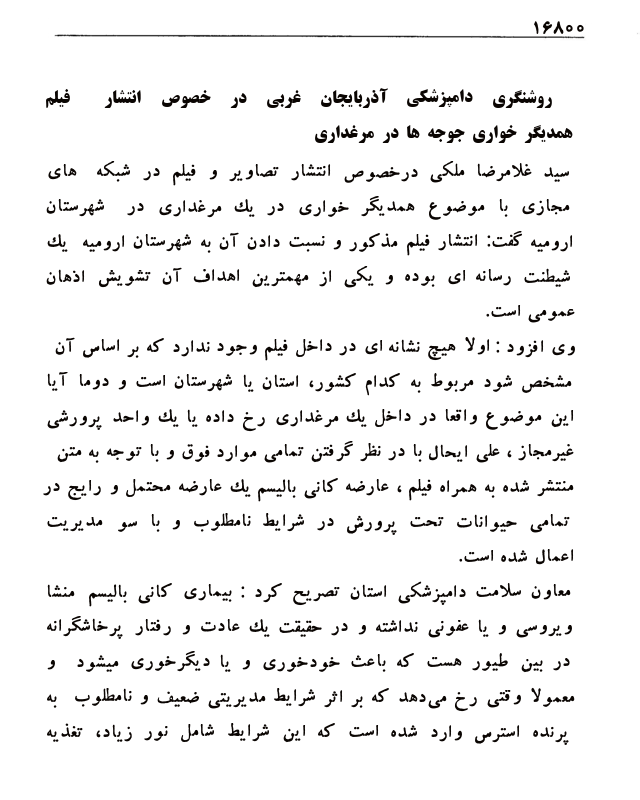 ۱۶۸۰۰
روشنگری دامپزشکی آذربایجان غربی در خصوص انتشار فیلم
همدیگر خواری جوجه ها در مرغداری
سید غلامرضا ملکی درخصوص انتشار تصاویر و فیلم در شبکه های
مجازی با موضوع همدیگر خواری در یك مرغداری در شهرستان
ارومیه گفت: انتشار فیلم مذکور و نسبت دادن آن به شهرستان ارومیه یك
شیطنت رسانه ای بوده و یکی از مهمترین اهداف آن تشویش اذهان
عمومی است.
وی افزود : اولا هیچ نشانه ای در داخل فیلم وجود ندارد که بر اساس آن
مشخص شود مربوط به کدام کشور، استان یا شهرستان است و دوما آیا
این موضوع واقعا در داخل یك مرغداری رخ داده یا یك واحد پرورشی
غیرمجاز ، علی ایحال با در نظر گرفتن تمامی موارد فوق و با توجه به متن
منتشر شده به همراه فیلم ، عارضه کانی بالیسم یك عارضه محتمل و رایج در
تمامی حیوانات تحت پرورش در شرایط نامطلوب و با سو مدیریت
اعمال شده است.
معاون سلامت دامپزشکی استان تصریح کرد : بیماری کانی بالیسم منشا
ویروسی و یا عفونی نداشته و در حقیقت یك عادت و رفتار پرخاشگرانه
در بین طیور هست که باعث خودخوری و یا دیگرخوری میشود و
معمولا وقتی رخ می‌دهد که بر اثر شرایط مدیریتی ضعیف و نامطلوب به
پرنده استرس وارد شده است که این شرایط شامل نور زیاد، تغذیه